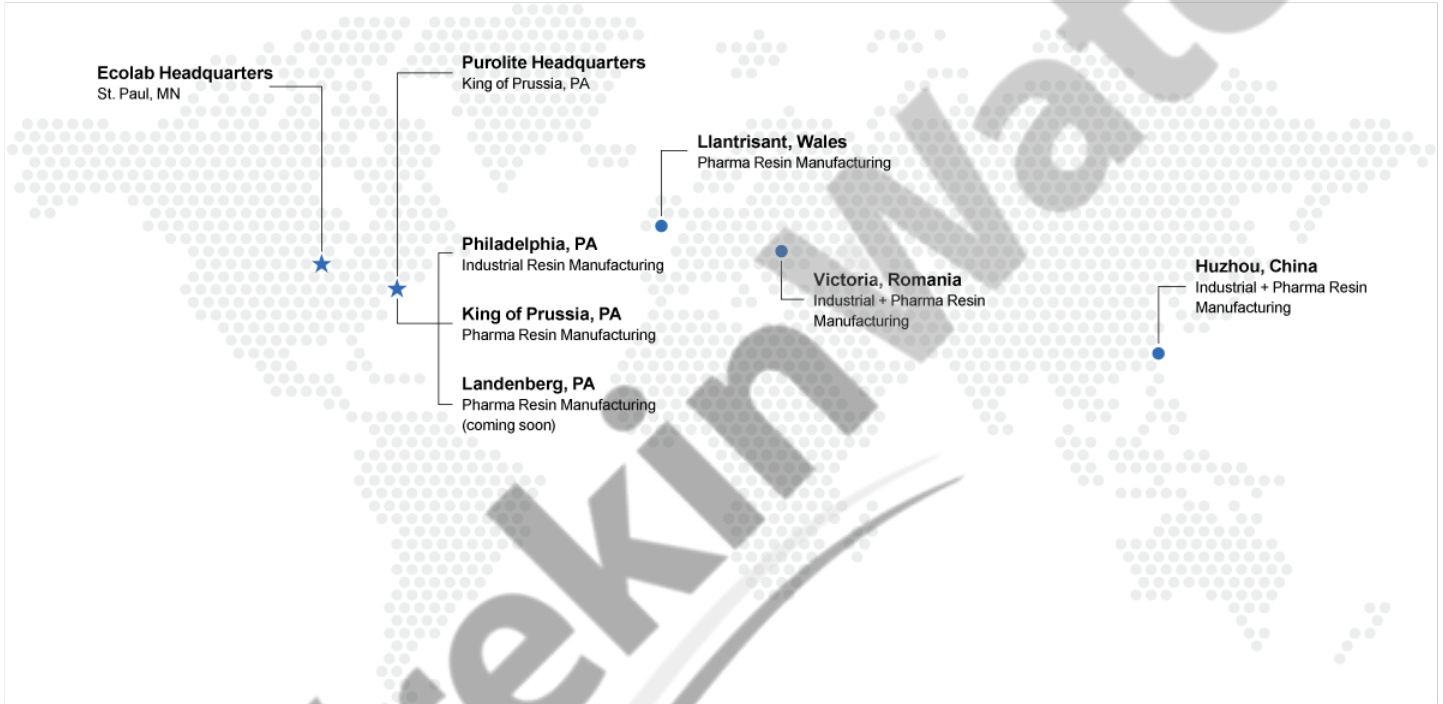 Ecolab Headquarters
St. Paul, MN
Purolite Headquarters
King of Prussia, PA
Llantrisant, Wales
Pharma Resin Manufacturing
Philadelphia, PA
Industrial Resin Manufacturing
King of Prussia, PA
Pharma Resin Manufacturing
Landenberg, PA
Pharma Resin Manufacturing
(coming soon)
Victoria, Romania
Industrial + Pharma Resin
Manufacturing
Huzhou, China
Industrial + Pharma Resin
Manufacturing
rekin Wate